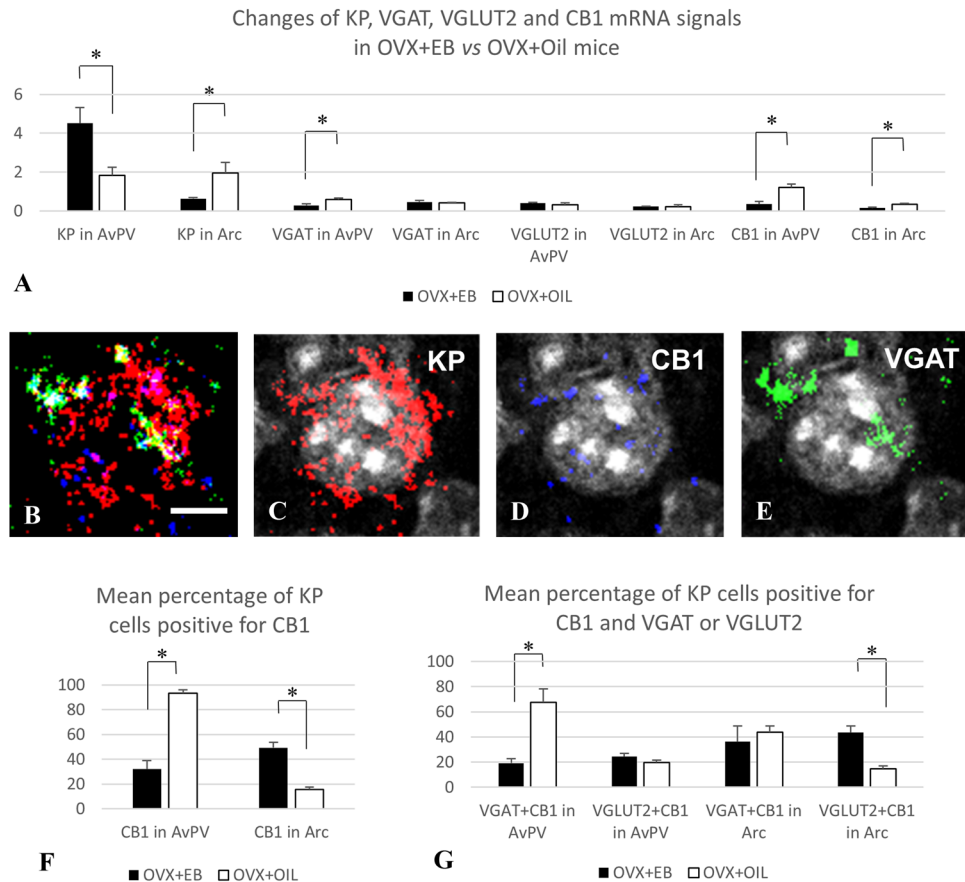 Changes of KP, VGAT, VGLUT2 and CB1 mRNA signals
in OVX+EB vs OVX+Oil mice
6
4
2
0
*
*
*
*
*
KP in AvPV
KP in Arc
VGAT in AvPV
VGAT in Arc
VGLUT2 in
AvPV
VGLUT2 in Arc
CB1 in AvPV
CB1 in Arc
A
OVX+EB OVX+OIL
B
KP
C
CB1
D
VGAT
E
Mean percentage of KP
cells positive for CB1
100
80
60
40
20
0
*
*
CB1 in AvPV
CB1 in Arc
F
OVX+EB OVX+OIL
Mean percentage of KP cells positive for
CB1 and VGAT or VGLUT2
100
80
60
40
20
0
*
*
VGAT+CB1 in
AvPV
VGLUT2+CB1
in AvPV
VGAT+CB1 in
Arc
VGLUT2+CB1
in Arc
G
OVX+EB OVX+OIL